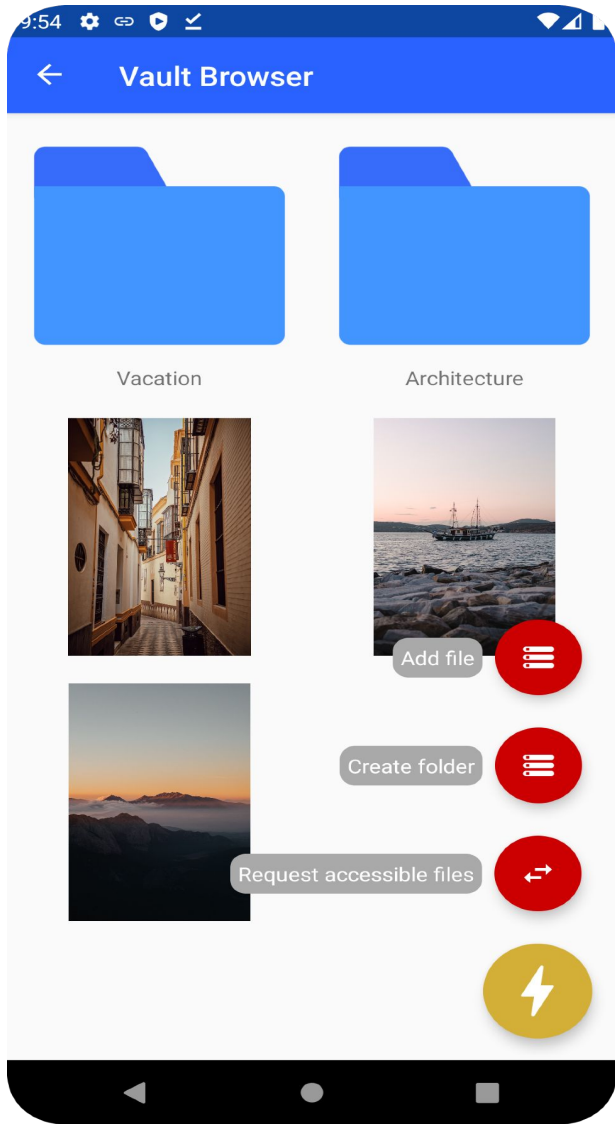 9:54
Vault Browser
Vacation
Architecture
Add file
Create folder
Request accessible files